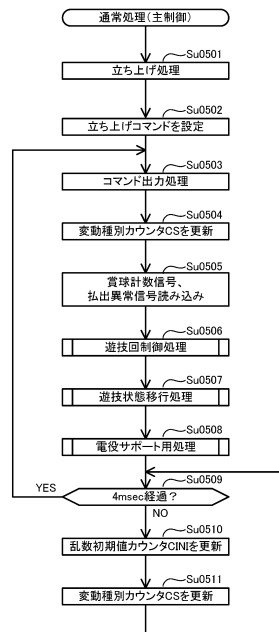 通常処理(主制御)
Su0501
立ち上げ処理
Su0502
立ち上げコマンドを設定
Su0503
コマンド出力処理
Su0504
変動種別カウンタCSを更新
Su0505
賞球計数信号、
払出異常信号読み込み
Su0506
遊技回制御処理
Su0507
遊技状態移行処理
Su0508
電役サポート用処理
Su0509
YES
4msec経過？
NO
Su0510
乱数初期値カウンタCINIを更新
Su0511
変動種別カウンタCSを更新